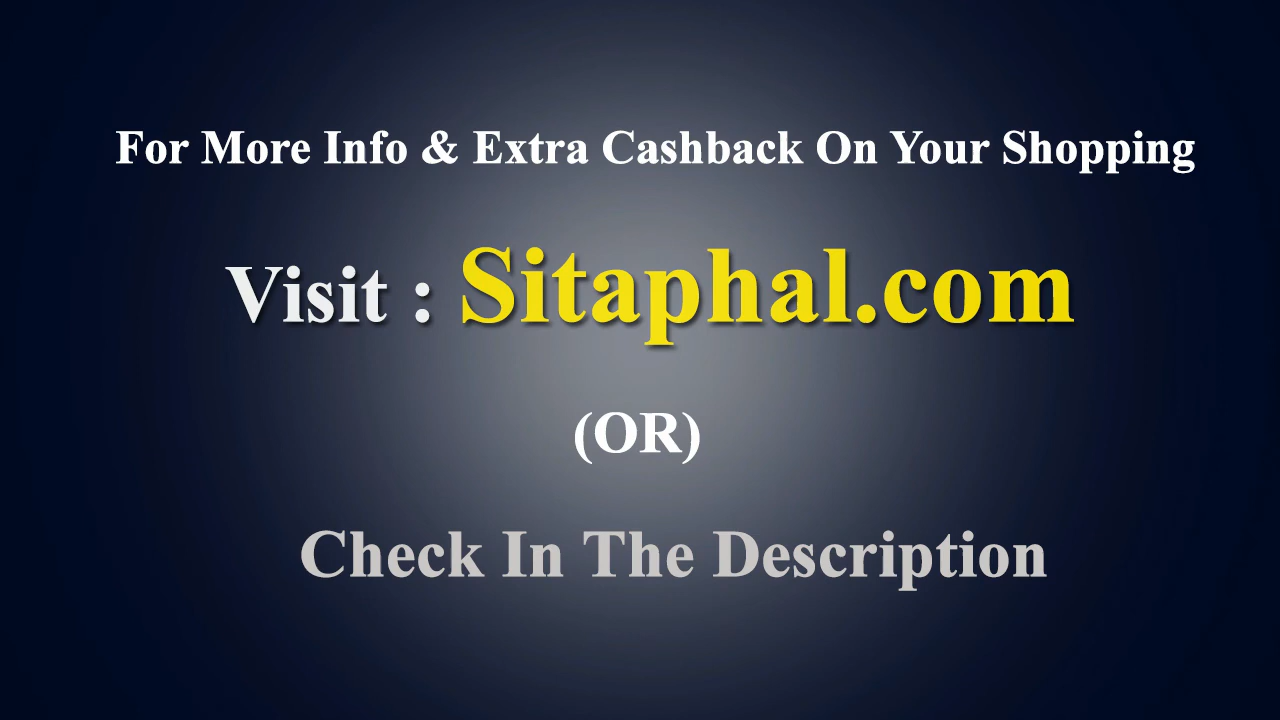 For More Info & Extra Cashback On Your Shopping
Visit : Sitaphal.com
(OR)
Check In The Description